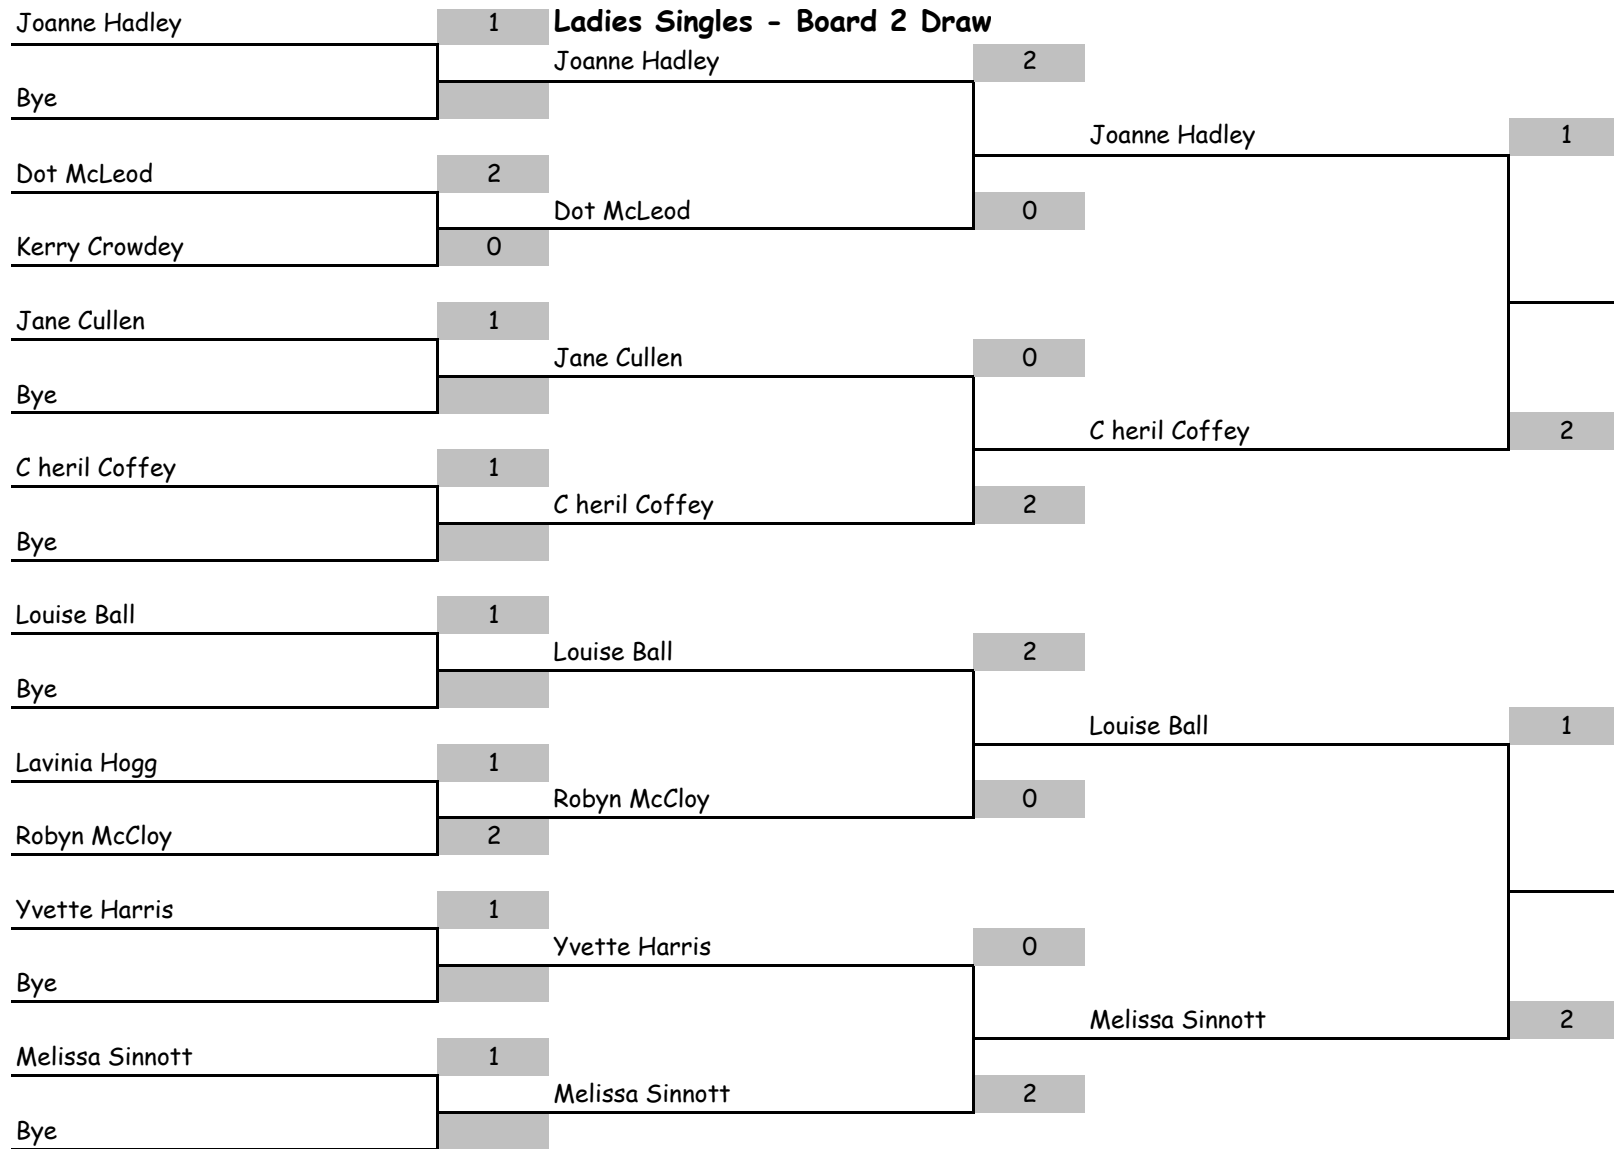 Joanne Hadley 1 Ladies Singles - Board 2 Draw
Joanne Hadley 2
Bye
Joanne Hadley 1
Dot McLeod 2
Dot McLeod 0
Kerry Crowdey 0
Jane Cullen 1
Jane Cullen 0
Bye
C heril Coffey 2
C heril Coffey 1
C heril Coffey 2
Bye
Louise Ball 1
Louise Ball 2
Bye
Louise Ball 1
Lavinia Hogg 1
Robyn McCloy 0
Robyn McCloy 2
Yvette Harris 1
Yvette Harris 0
Bye
Melissa Sinnott 2
Melissa Sinnott 1
Melissa Sinnott 2
Bye